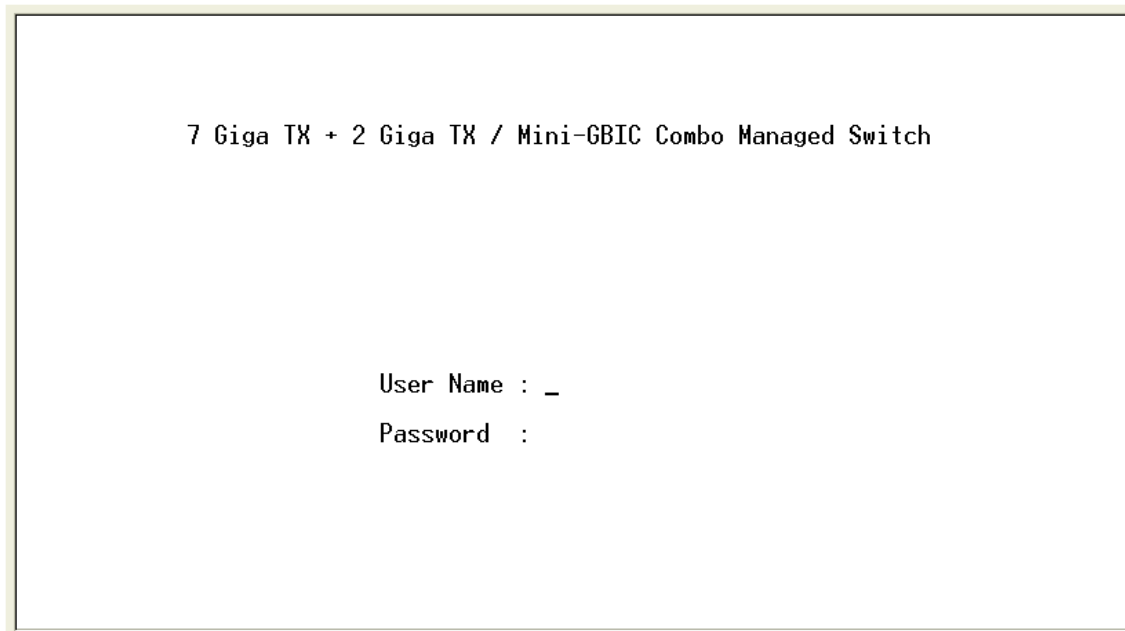 7 Giga TX + 2 Giga TX / Mini-GBIC Combo Managed Switch
User Name : _
Password  :